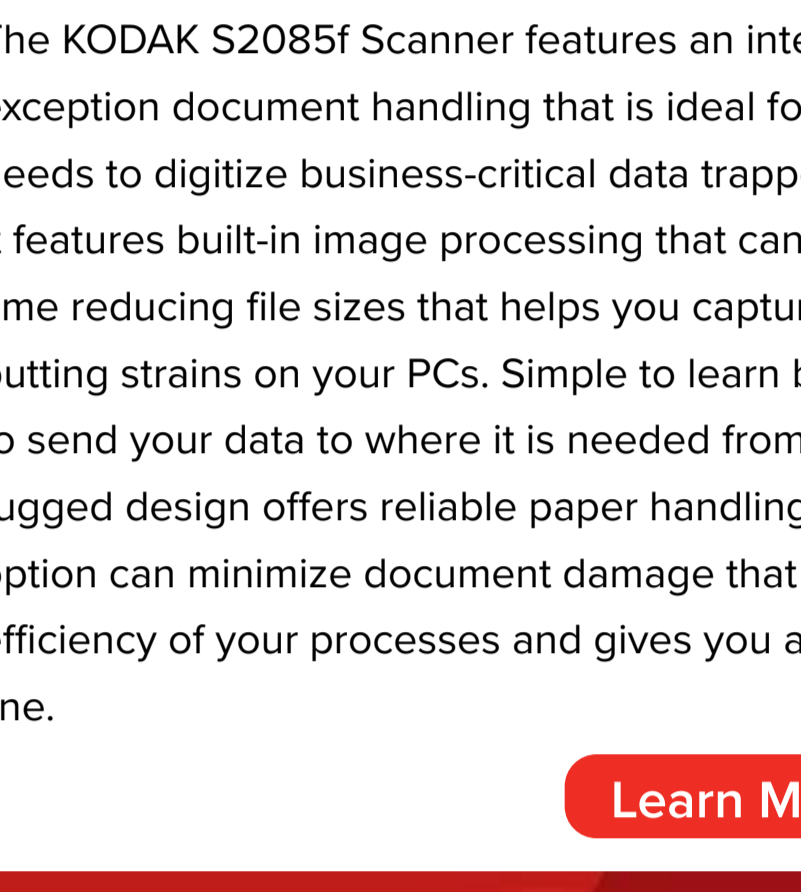 The KODAK S2085f Scanner features an inte
xception document handling that is ideal fo
eeds to digitize business-critical data trapp
features built-in image processing that can
me reducing file sizes that helps you captur
utting strains on your PCs. Simple to learn b
o send your data to where it is needed from
ugged design offers reliable paper handling
ption can minimize document damage that
fficiency of your processes and gives you a
ne.
Learn M